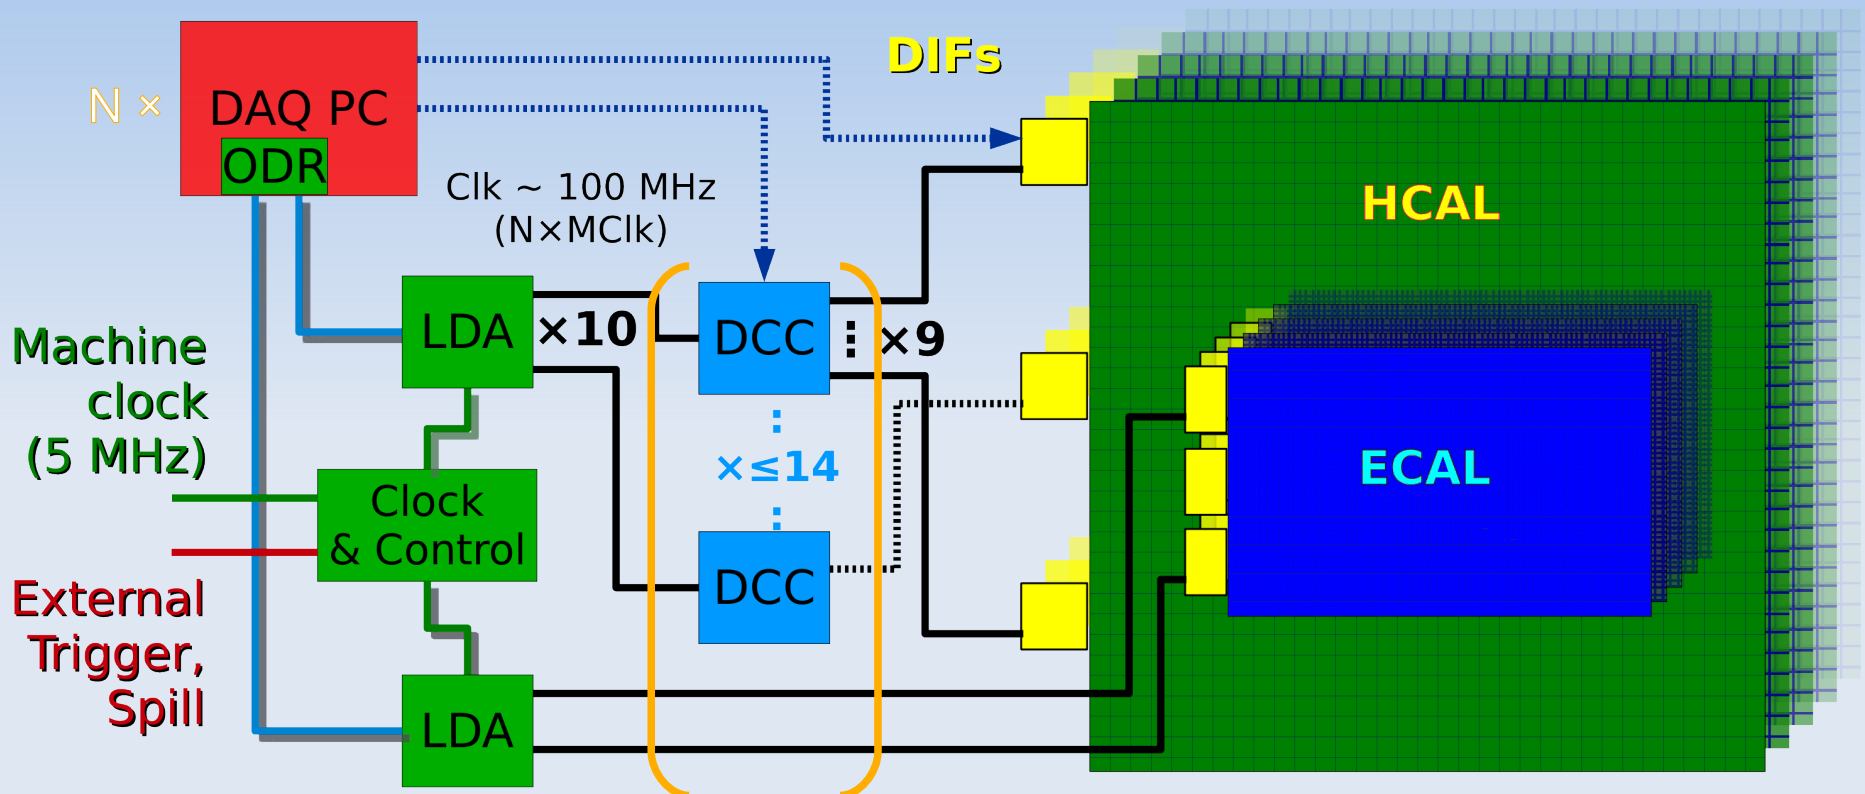 DIFs
N ×
DAQ PC
ODR
Clk ~ 100 MHz
(N×MClk)
HCAL
LDA
×10
DCC
⋮ ×9
Machine
clock
(5 MHz)
×≤14
ECAL
Clock
& Control
DCC
External
Trigger,
Spill
LDA